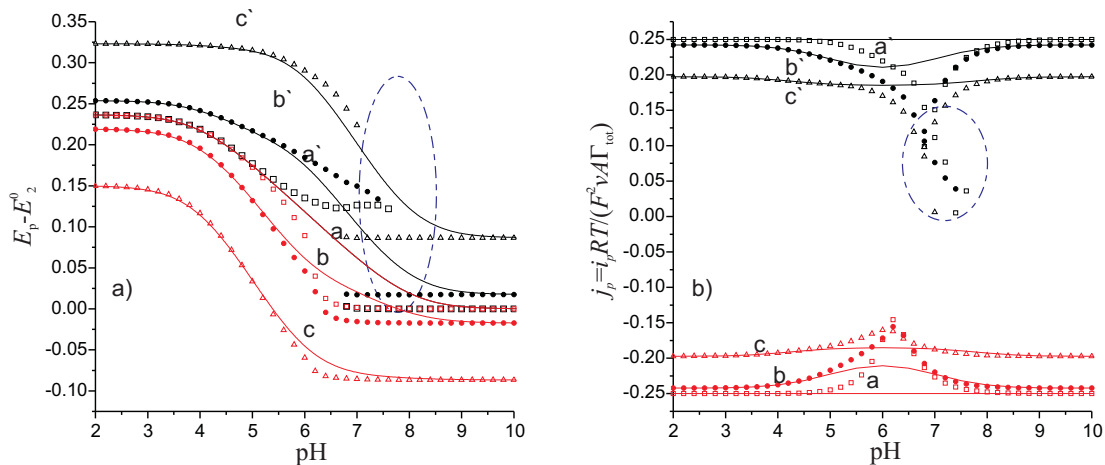 c`
0.35
0.30
0.25
0.20
0.15
0.10
0.05
0.00
-0.05
-0.10
b`
a`
a
b
c
a)
E_p - E^0_2
2 3 4 5 6 7 8 9 10
pH
0.25
0.20
0.15
0.10
0.05
0.00
-0.05
-0.10
-0.15
-0.20
-0.25
a`
b`
c`
b)
c
b
a
j_p=i_pRT/(F^2vAΓ_tot)
2 3 4 5 6 7 8 9 10
pH